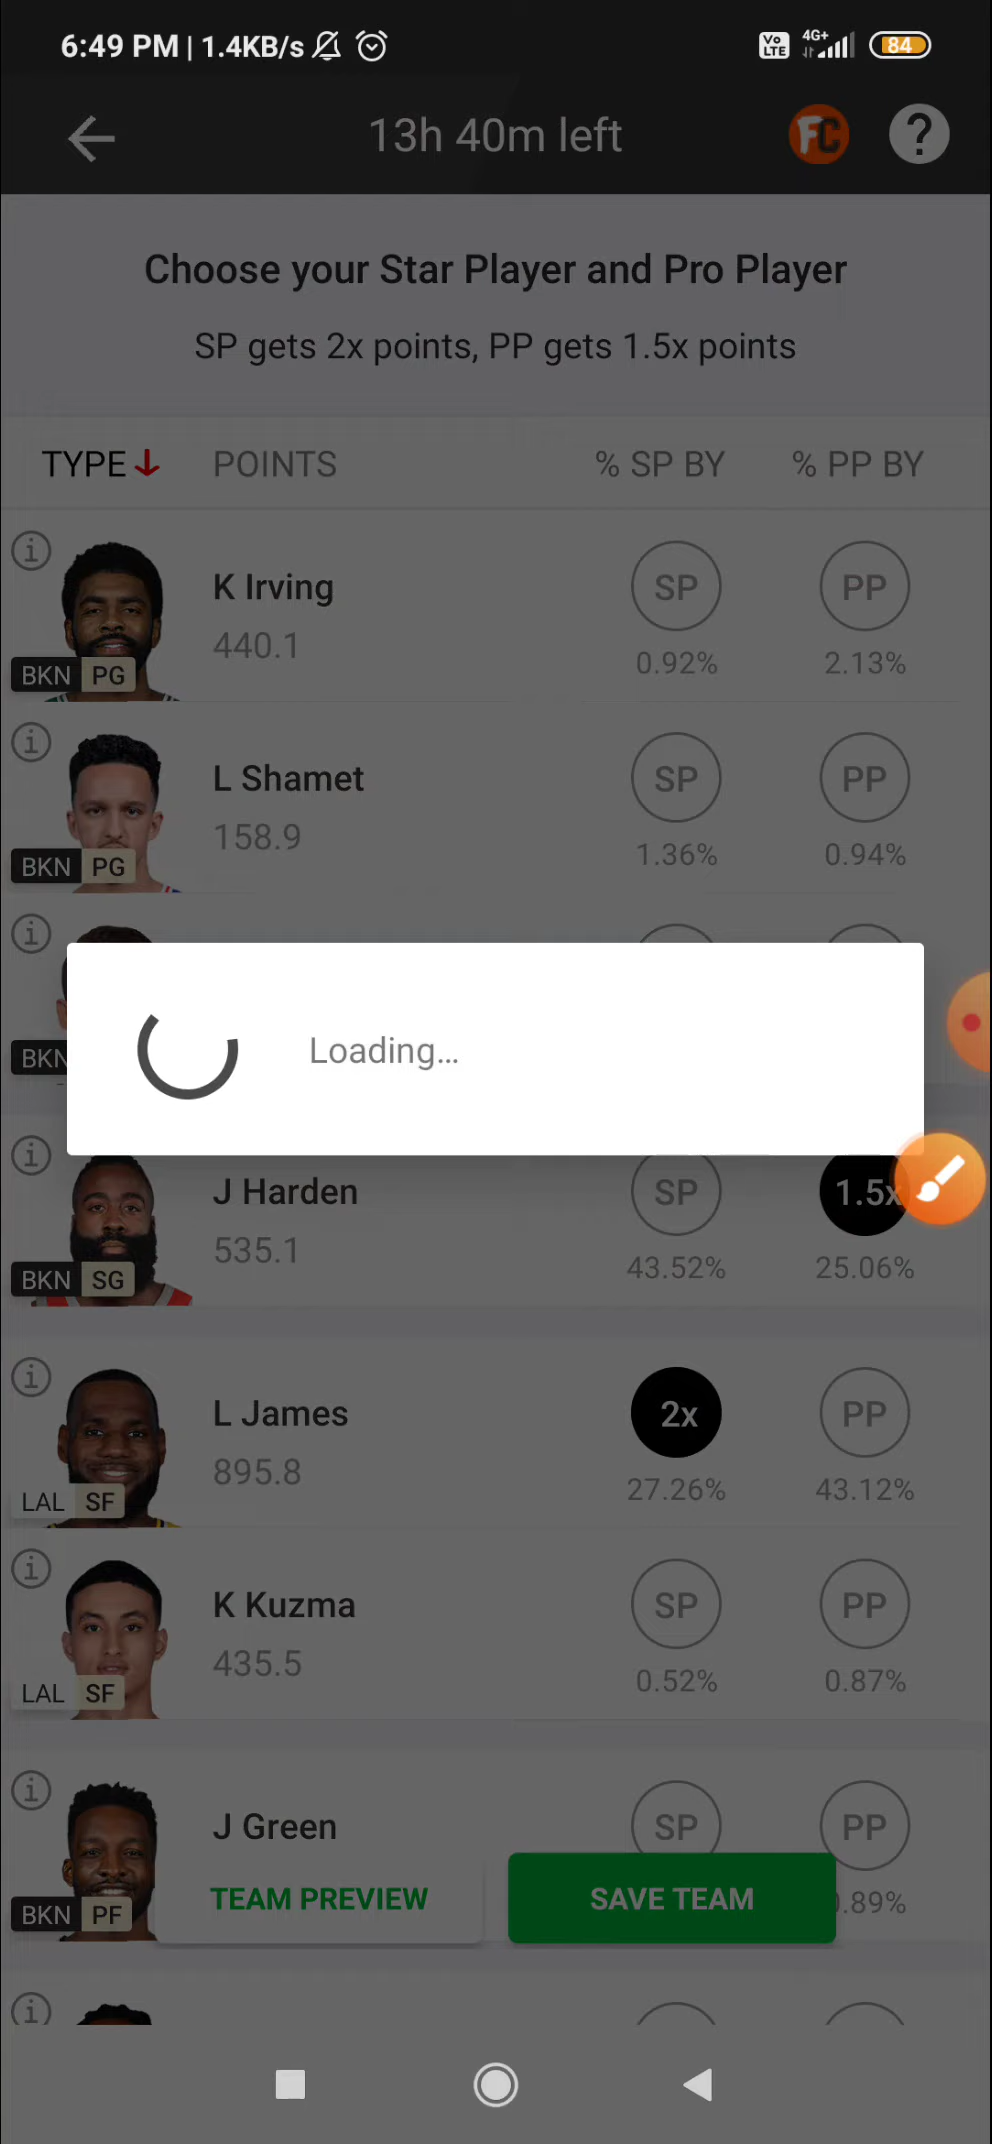 6:49 PM | 1.4KB/s
Vo LTE 4G+ 84
13h 40m left FC ?
Choose your Star Player and Pro Player
SP gets 2x points, PP gets 1.5x points
TYPE POINTS % SP BY % PP BY
K Irving SP PP
440.1
BKN PG 0.92% 2.13%
L Shamet SP PP
158.9
BKN PG 1.36% 0.94%
BKN
Loading...
J Harden SP 1.5x
535.1
BKN SG 43.52% 25.06%
L James 2x PP
895.8
LAL SF 27.26% 43.12%
K Kuzma SP PP
435.5
LAL SF 0.52% 0.87%
J Green SP PP
BKN PF TEAM PREVIEW SAVE TEAM .89%